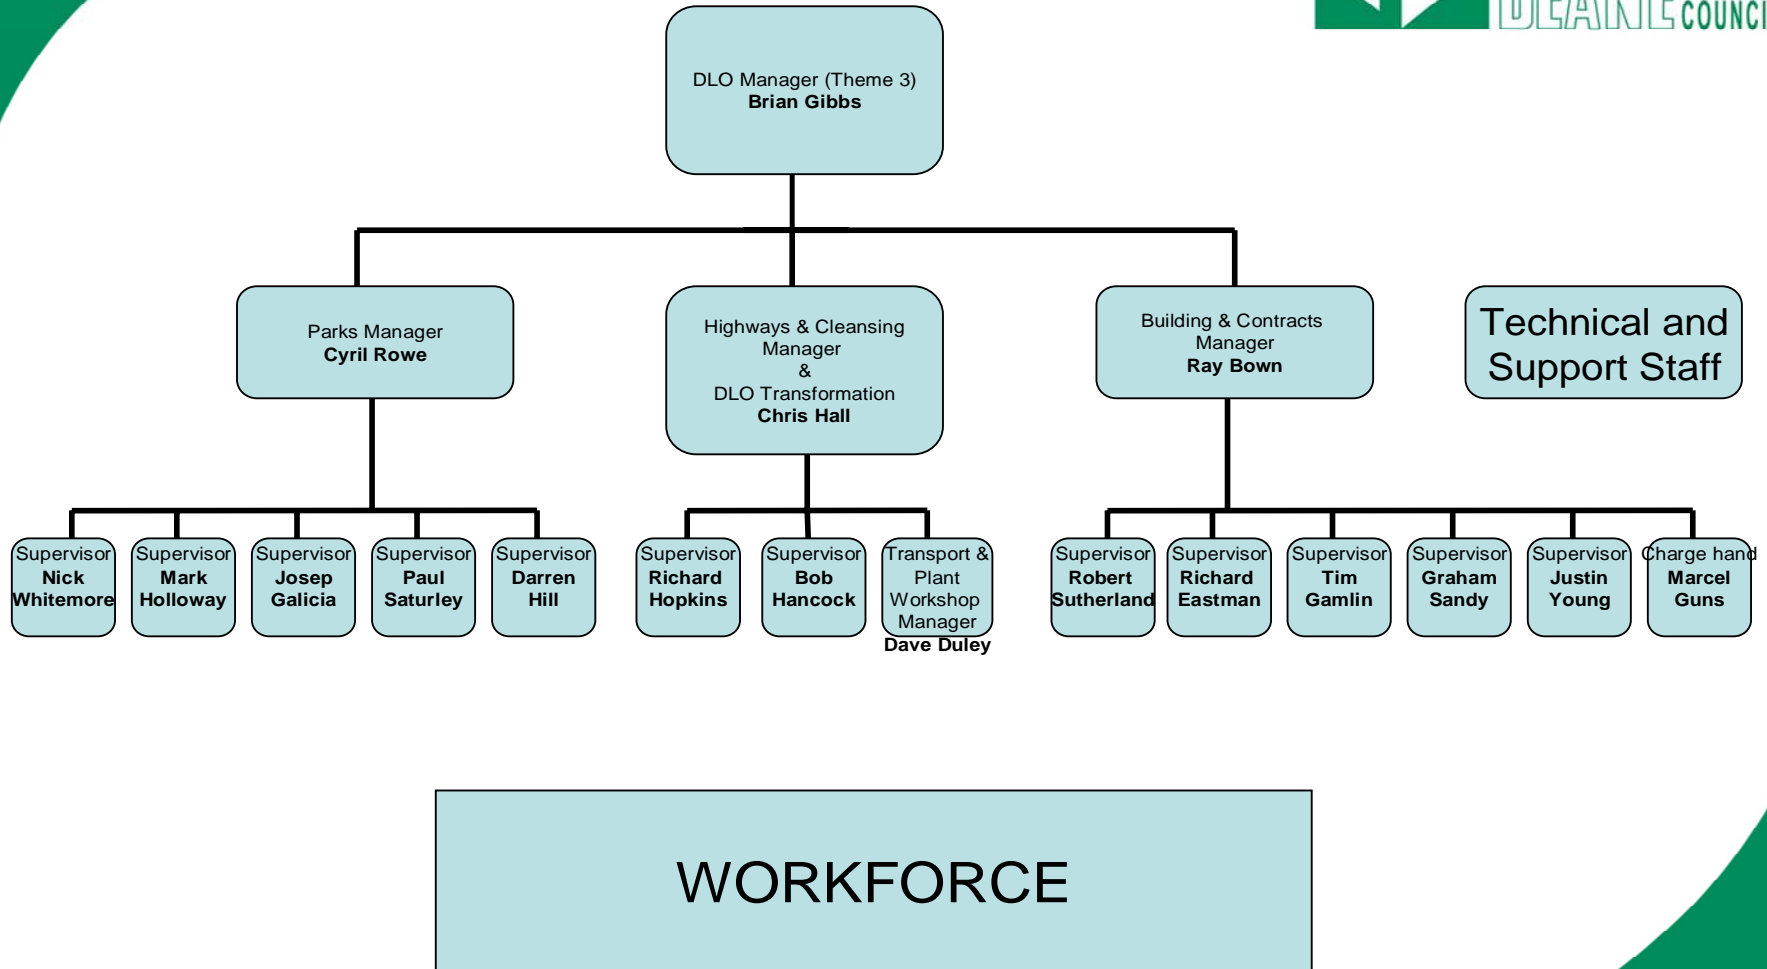 DEANE COUNCI
DLO Manager (Theme 3)
Brian Gibbs
Parks Manager
Cyril Rowe
Highways & Cleansing
Manager
&
DLO Transformation
Chris Hall
Building & Contracts
Manager
Ray Bown
Technical and
Support Staff
Supervisor
Nick
Whitemore
Supervisor
Mark
Holloway
Supervisor
Josep
Galicia
Supervisor
Paul
Saturley
Supervisor
Darren
Hill
Supervisor
Richard
Hopkins
Supervisor
Bob
Hancock
Transport &
Plant
Workshop
Manager
Dave Duley
Supervisor
Robert
Sutherland
Supervisor
Richard
Eastman
Supervisor
Tim
Gamlin
Supervisor
Graham
Sandy
Supervisor
Justin
Young
Charge hand
Marcel
Guns
WORKFORCE